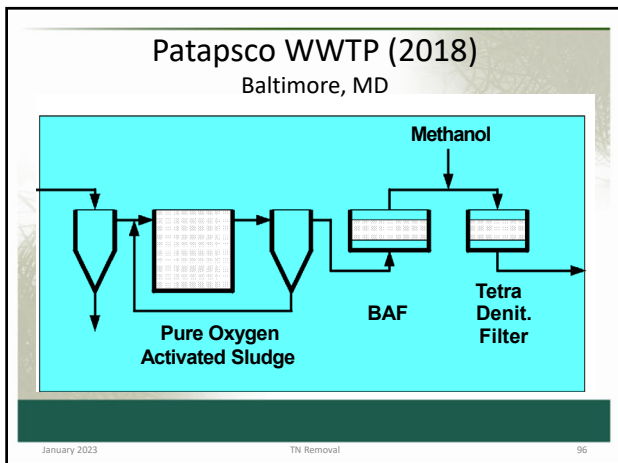 Patapsco WWTP (2018)
Baltimore, MD
Methanol
BAF
Tetra
Denit.
Filter
Pure Oxygen
Activated Sludge
January 2023
TN Removal
96